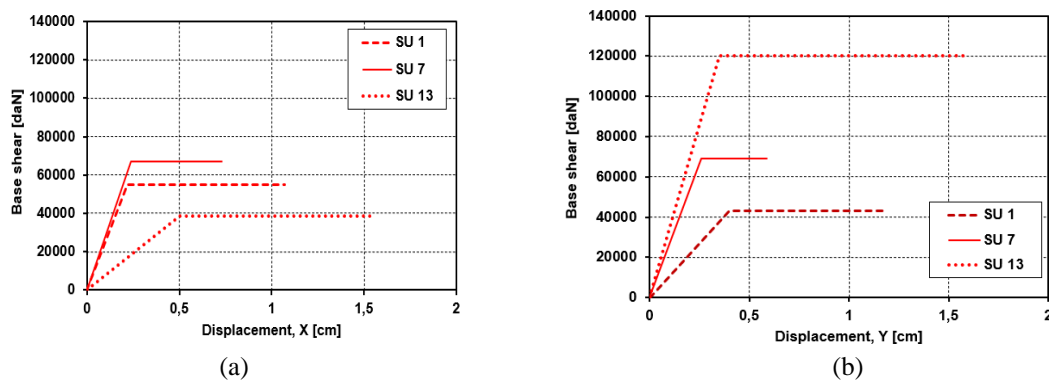 140000
120000
100000
80000
60000
40000
20000
0
Base shear [daN]
SU 1
SU 7
SU 13
0 0,5 1 1,5 2
Displacement, X [cm]
(a)
140000
120000
100000
80000
60000
40000
20000
0
Base shear [daN]
SU 1
SU 7
SU 13
0 0,5 1 1,5 2
Displacement, Y [cm]
(b)